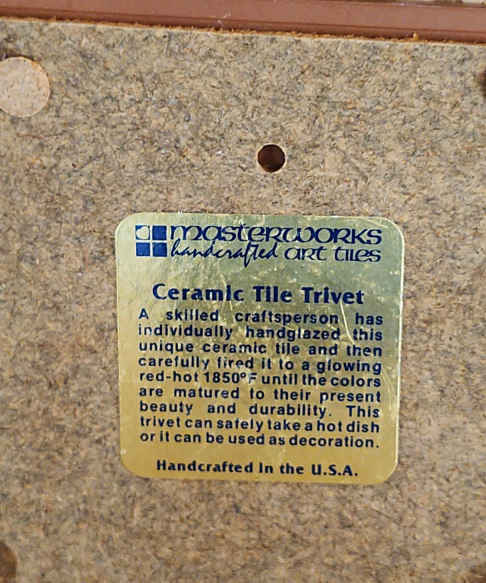 masterworks
handcrafted art tiles
Ceramic Tile Trivet
A skilled craftsperson has
individually handglazed this
unique ceramic tile and then
carefully fired it to a glowing
red-hot 1850°F until the colors
are matured to their present
beauty and durability. This
trivet can safely take a hot dish
or it can be used as decoration.
Handcrafted in the U.S.A.